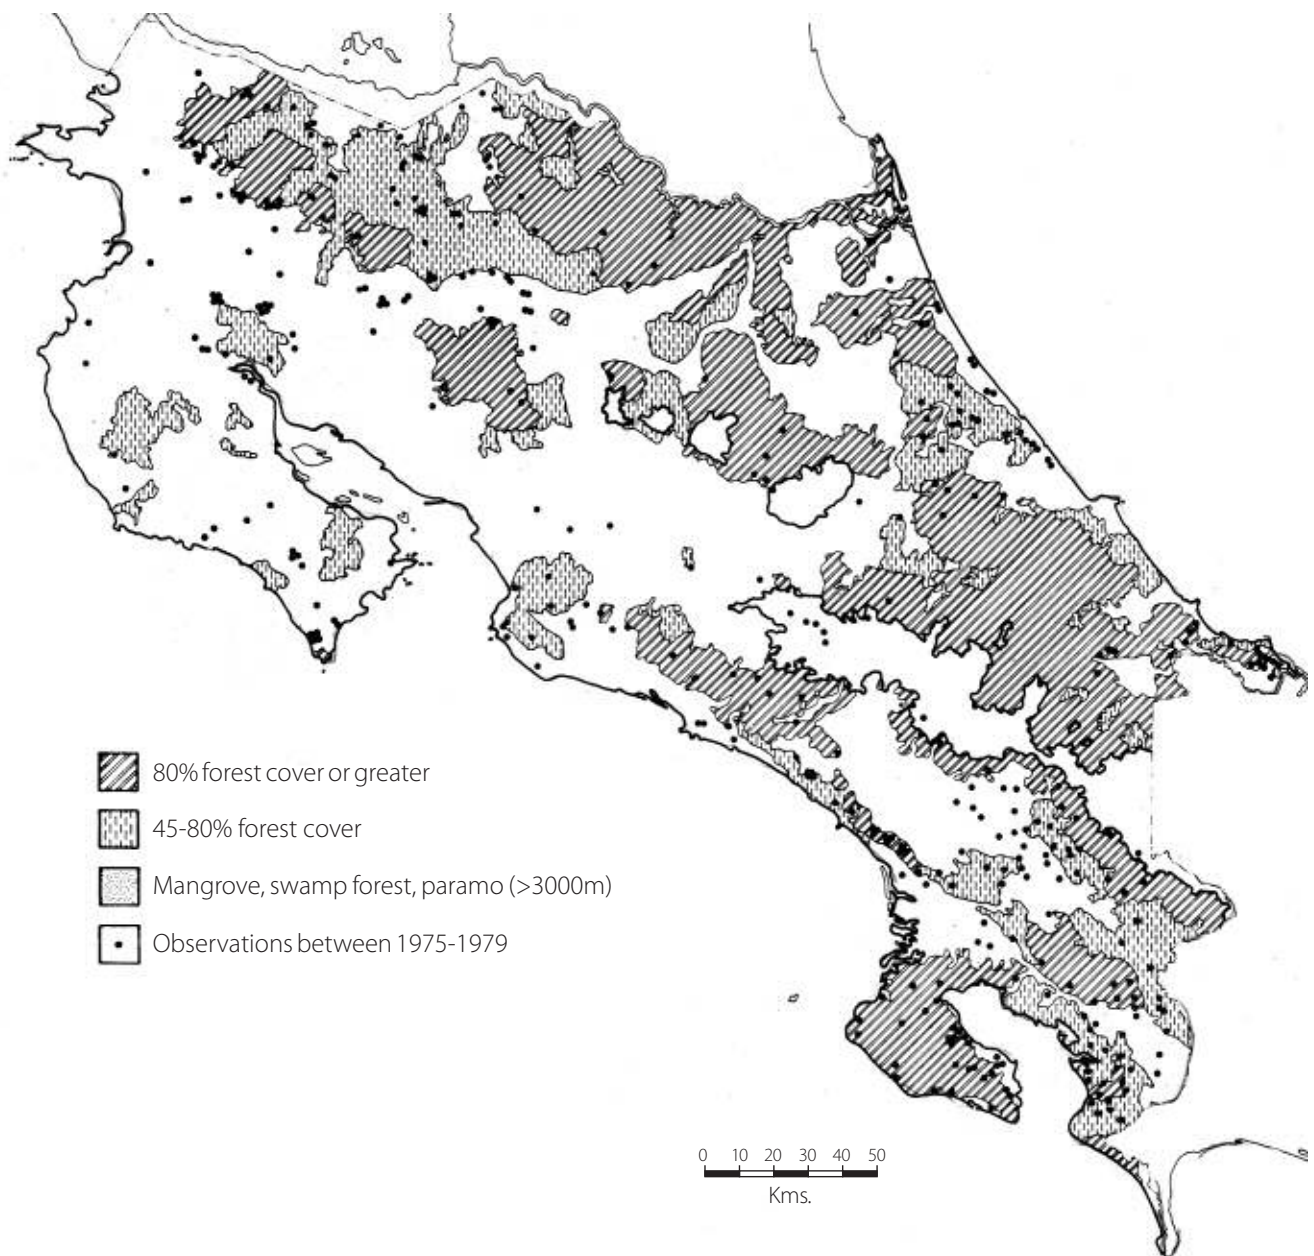 80% forest cover or greater
45-80% forest cover
Mangrove, swamp forest, paramo (>3000m)
Observations between 1975-1979
0 10 20 30 40 50
Kms.